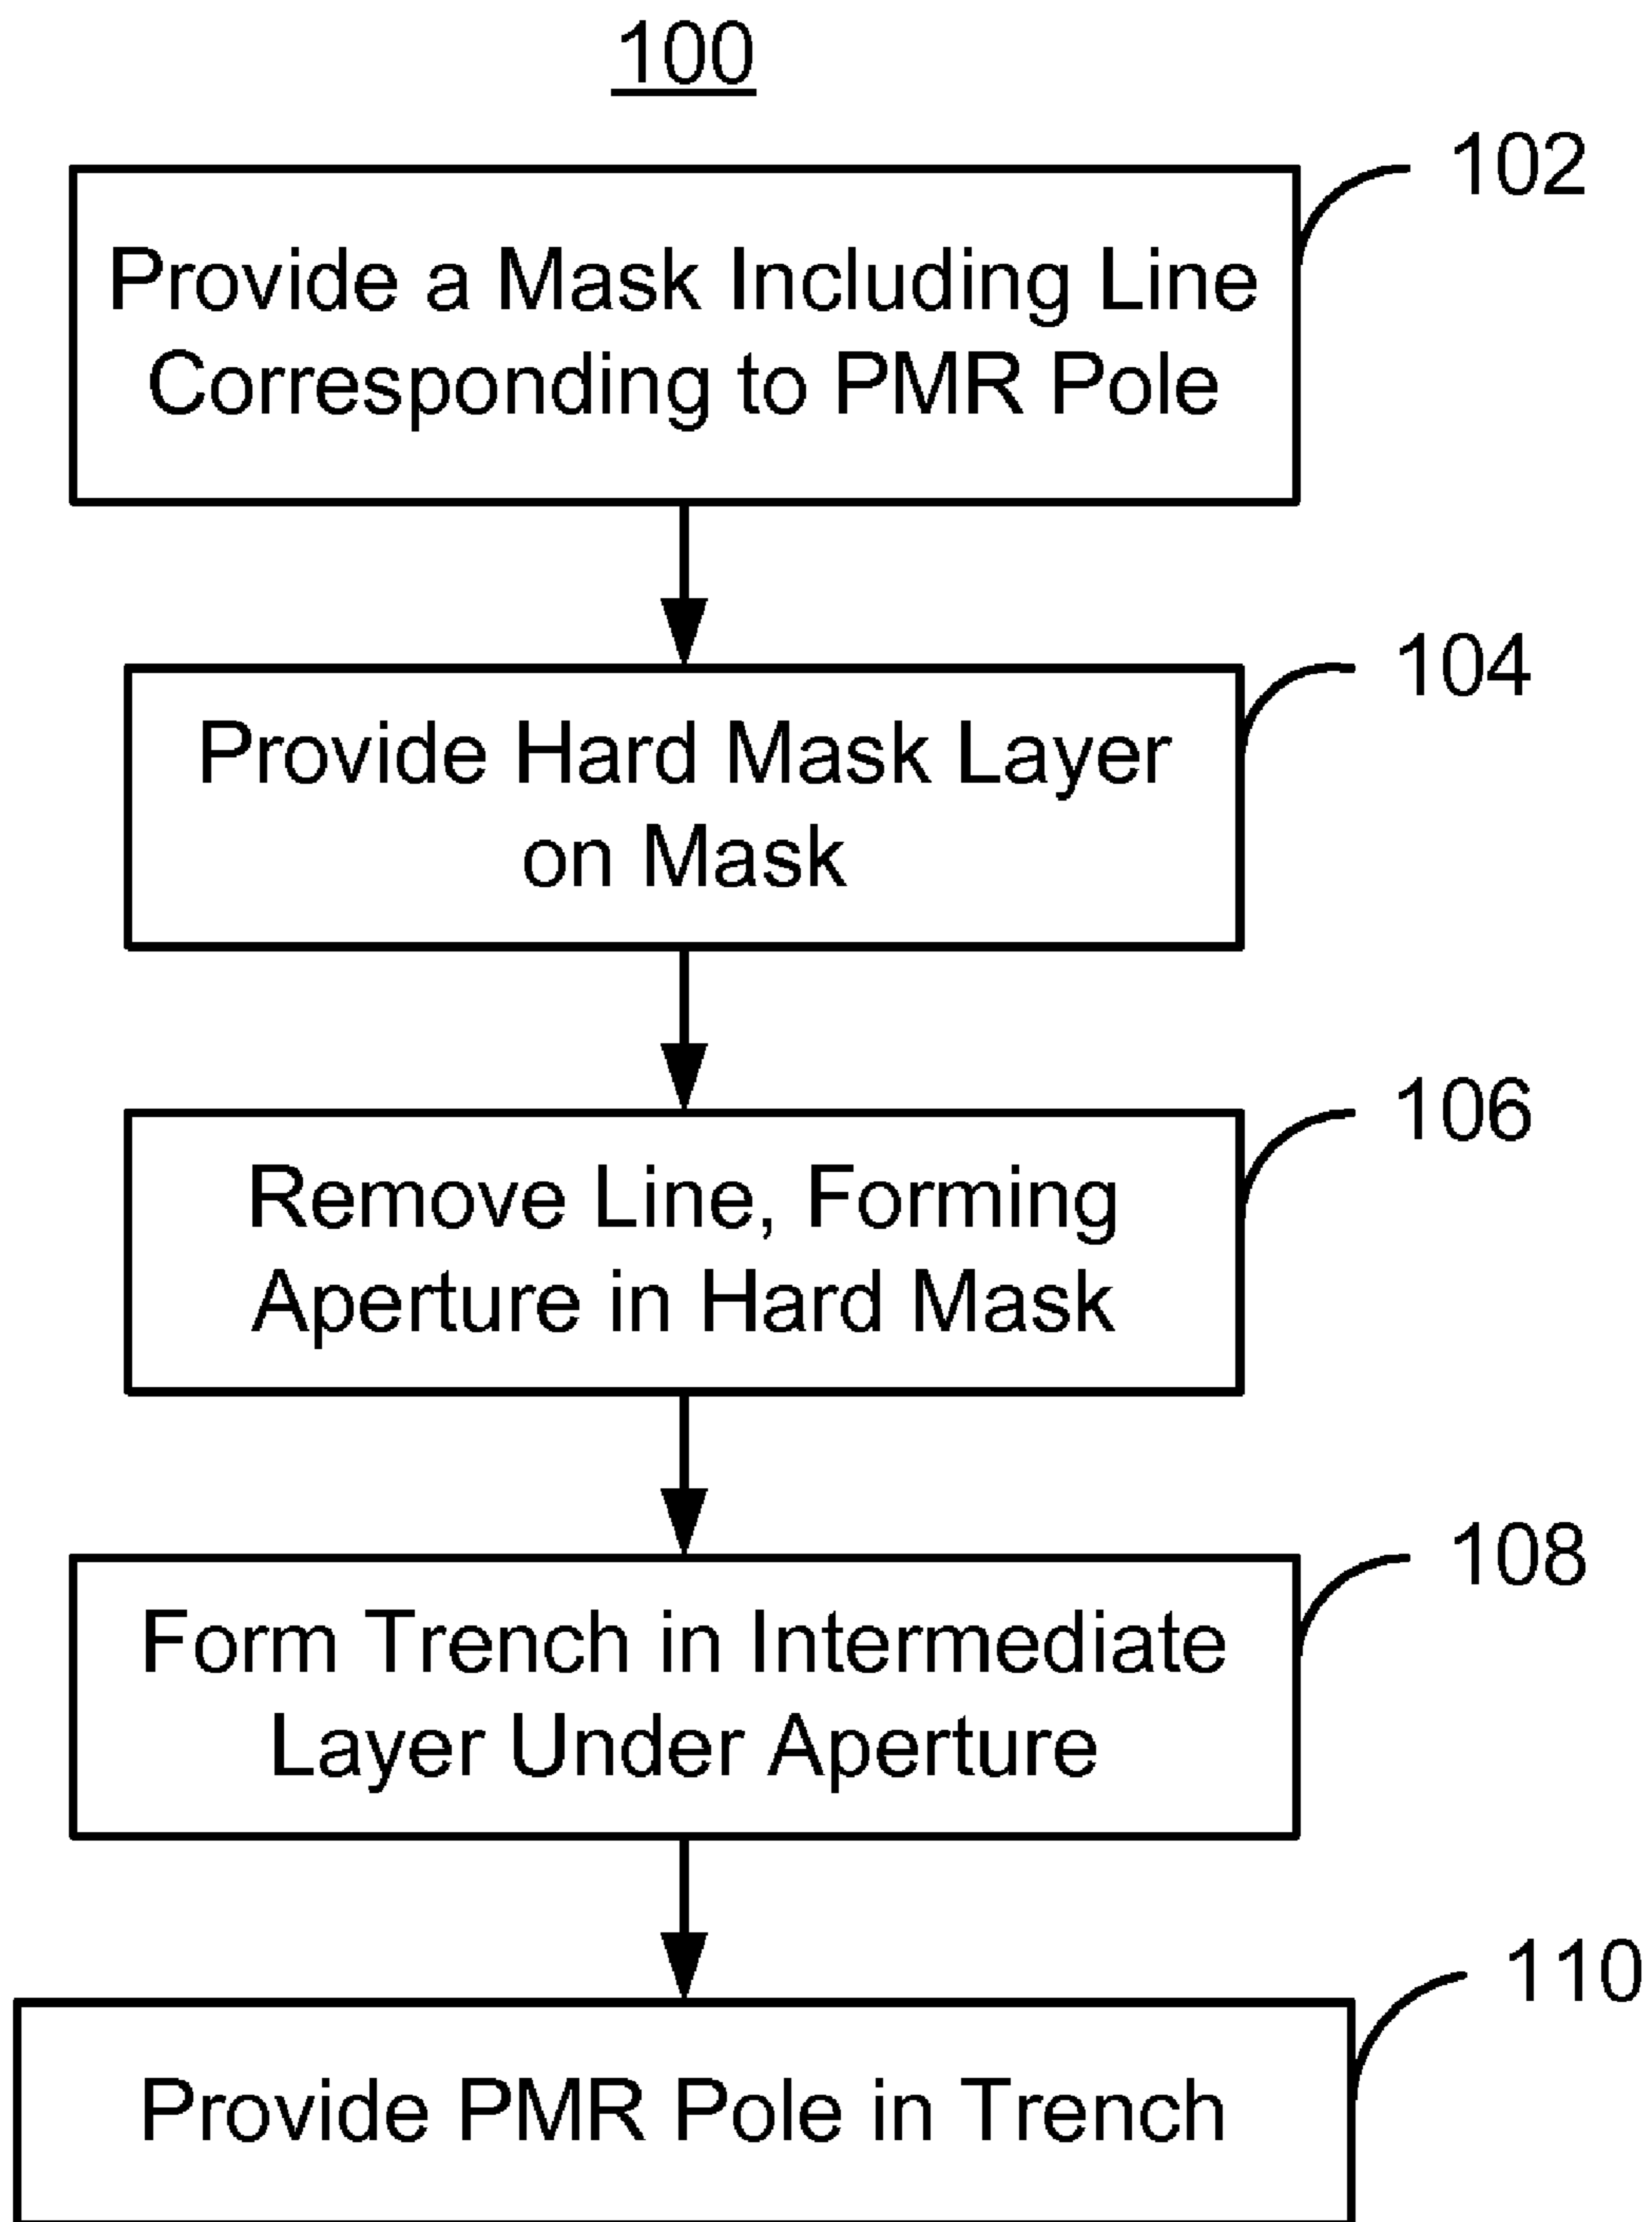 100
102
Provide a Mask Including Line
Corresponding to PMR Pole
104
Provide Hard Mask Layer
on Mask
106
Remove Line, Forming
Aperture in Hard Mask
108
Form Trench in Intermediate
Layer Under Aperture
110
Provide PMR Pole in Trench